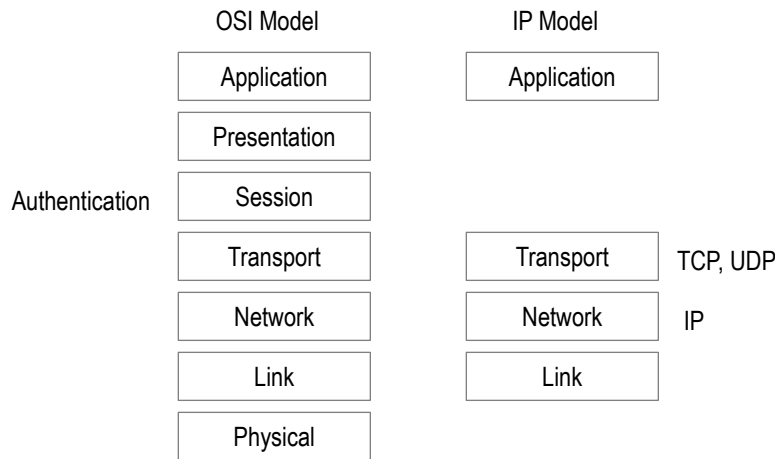 OSI Model
IP Model
Application
Application
Presentation
Authentication
Session
Transport
Transport
TCP, UDP
Network
Network
IP
Link
Link
Physical